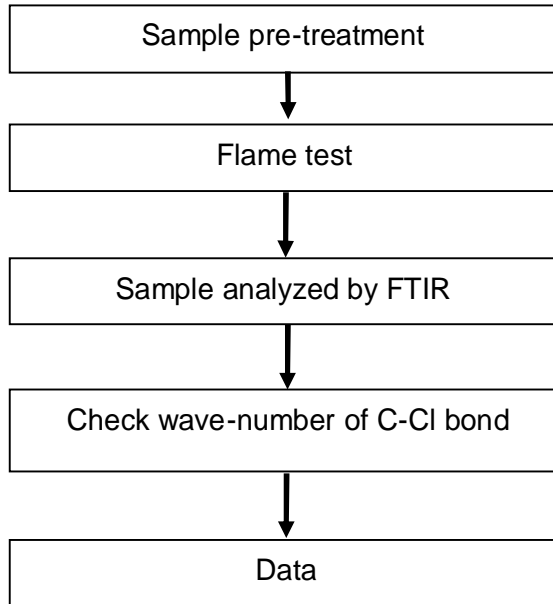 Sample pre-treatment
Flame test
Sample analyzed by FTIR
Check wave-number of C-Cl bond
Data